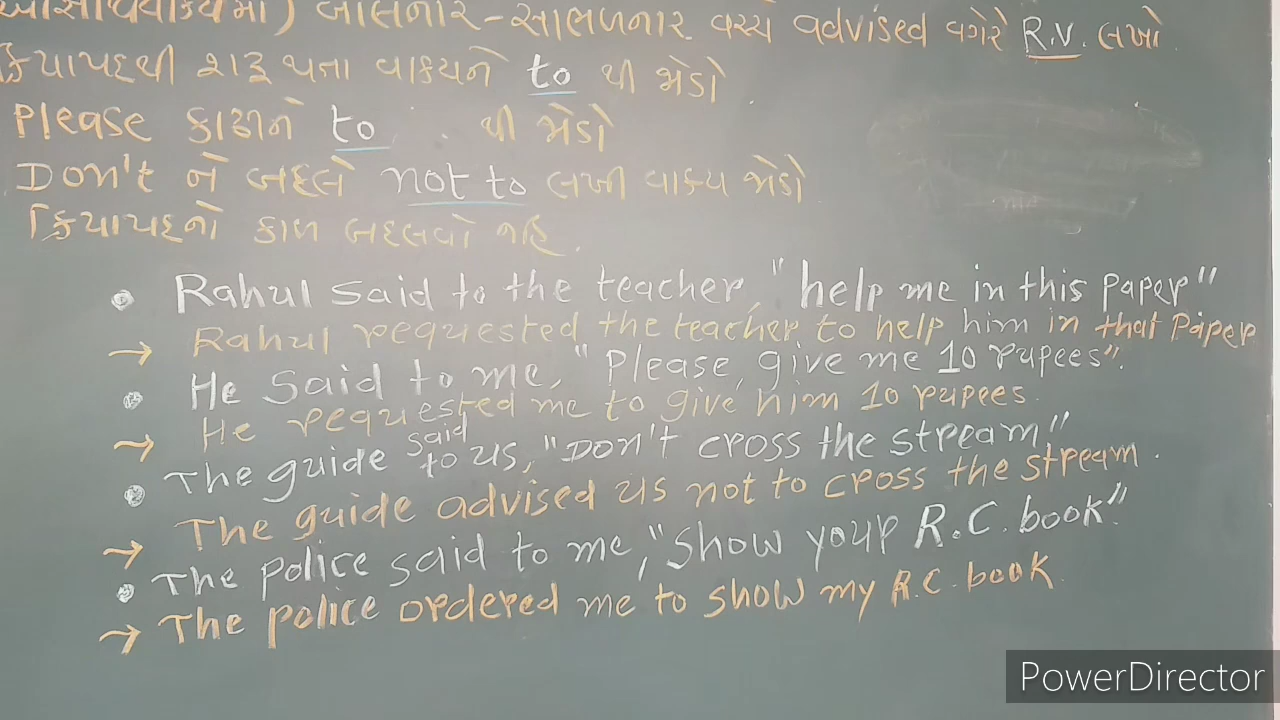 બોલનાર-સાંભળનાર વચ્ચે advised વગેરે R.V. લખો
ક્રિયાપદથી શરૂ થતા વાક્યને to થી જોડો.
Please કાઢીને to થી જોડો
Don't ને બદલે not to લખી વાક્ય જોડો
ક્રિયાપદનો કાળ બદલવો નહિ.
• Rahul said to the teacher, "help me in this paper"
→ Rahul requested the teacher to help him in that paper
• He said to me, "Please, give me 10 rupees".
→ He requested me to give him 10 rupees.
• The guide said to us, "Don't cross the stream"
→ The guide advised us not to cross the stream.
• The police said to me, "Show your R.C. book"
→ The police ordered me to show my R.C. book.
PowerDirector